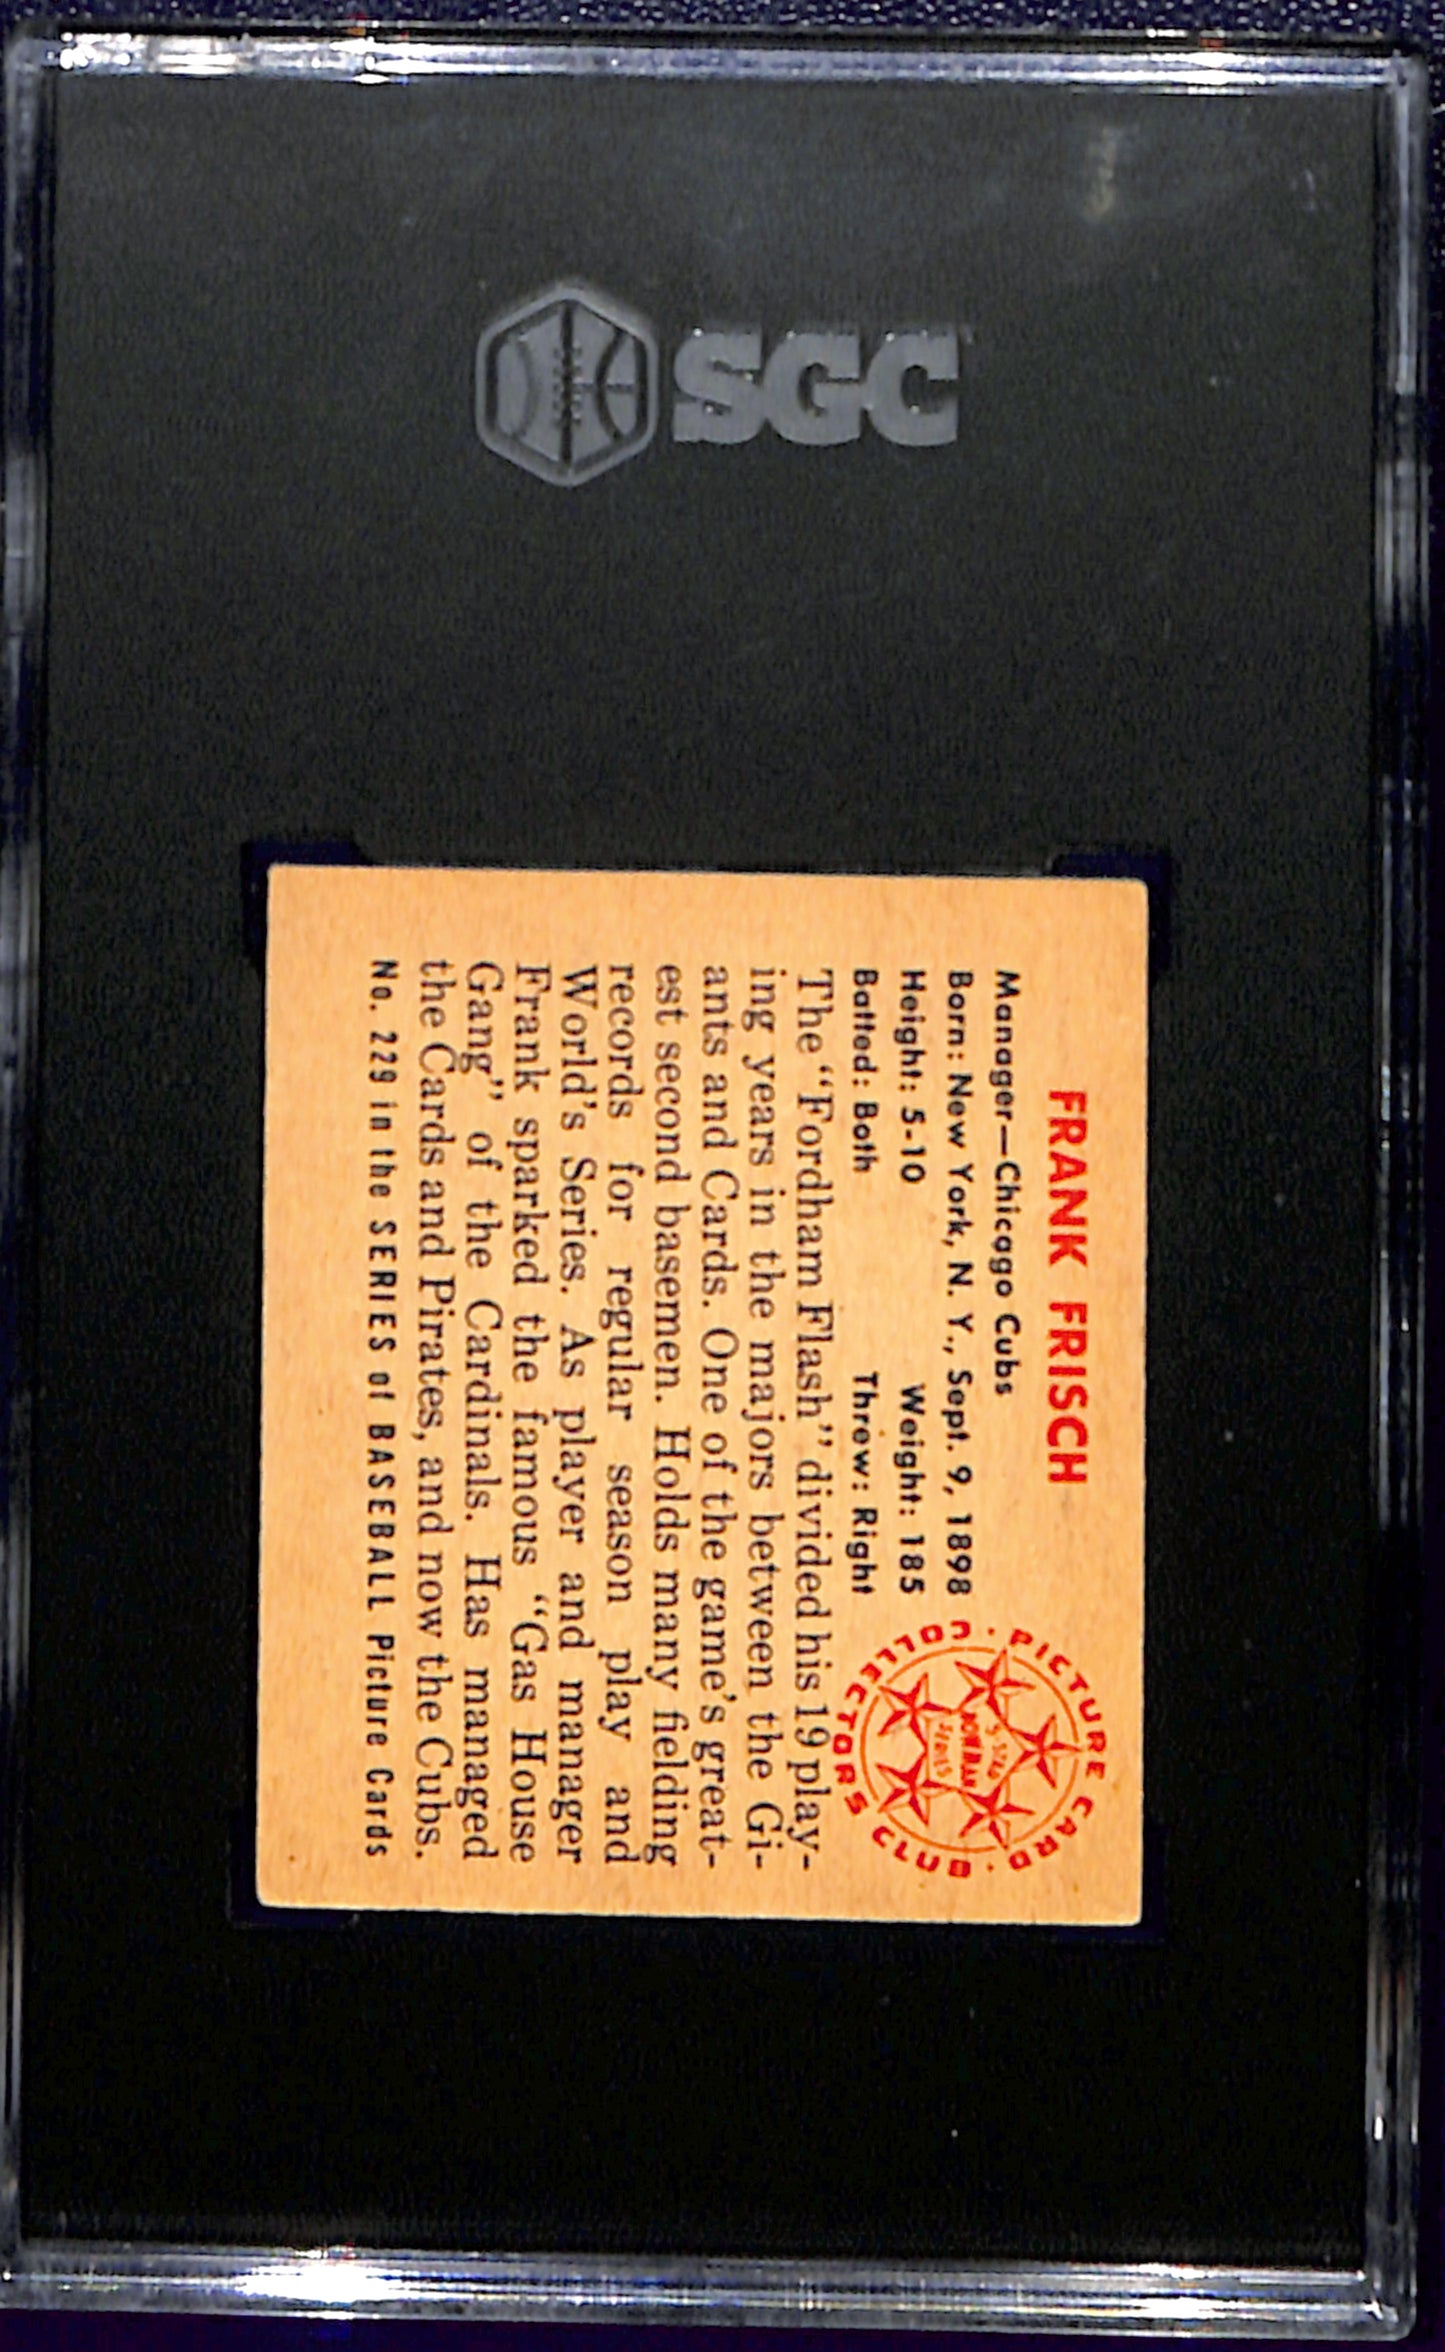 SGC
FRANK FRISCH
Manager—Chicago Cubs
Born: New York, N. Y., Sept. 9, 1898
Height: 5-10 Weight: 185
Batted: Both Threw: Right
PICTURE CARD · COLLECTORS CLUB ·
5-STAR
BOWMAN
SERIES
The “Fordham Flash” divided his 19 play-
ing years in the majors between the Gi-
ants and Cards. One of the game's great-
est second basemen. Holds many fielding
records for regular season play and
World's Series. As player and manager
Frank sparked the famous “Gas House
Gang” of the Cardinals. Has managed
the Cards and Pirates, and now the Cubs.
No. 229 in the SERIES of BASEBALL Picture Cards